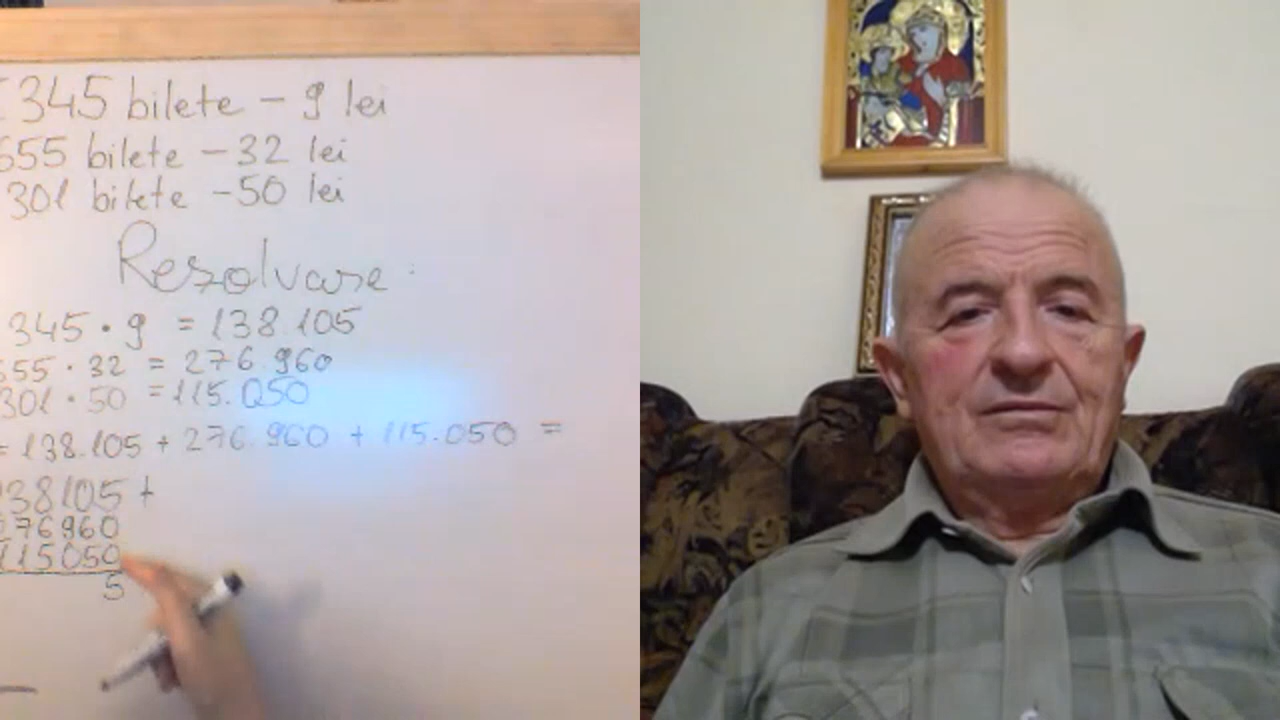 345 bilete - 9 lei
655 bilete - 32 lei
301 bilete - 50 lei
Rezolvare:
345 · 9 = 138.105
655 · 32 = 276.960
301 · 50 = 115.050
= 138.105 + 276.960 + 115.050 =
138105 +
276960
115050
5